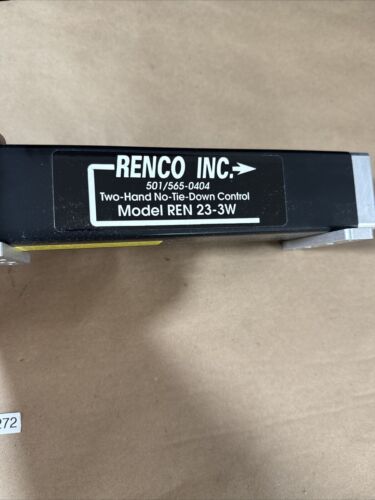 RENCO INC.
501/565-0404
Two-Hand No-Tie-Down Control
Model REN 23-3W
272